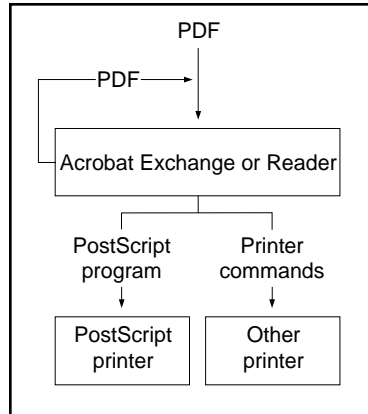 PDF
PDF
Acrobat Exchange or Reader
PostScript
program
Printer
commands
PostScript
printer
Other
printer